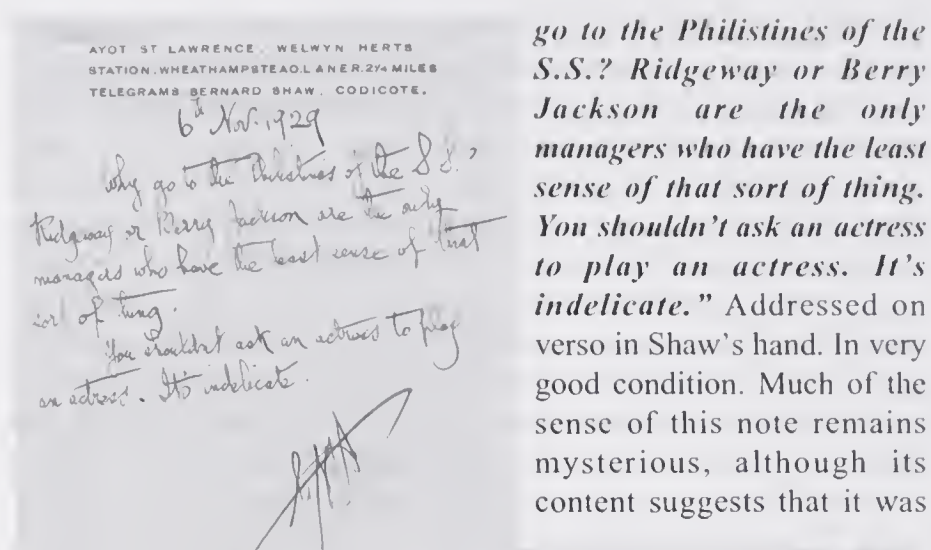 AYOT ST LAWRENCE. WELWYN HERTS
STATION.WHEATHAMPSTEAD.L.&N.E.R.2¼ MILES
TELEGRAMS BERNARD SHAW, CODICOTE.
6th Nov. 1929
Why go to the Philistines of the S.S.?
Ridgeway or Berry Jackson are the only
managers who have the least sense of that
sort of thing.
You shouldn't ask an actress to play
an actress. It's indelicate.
go to the Philistines of the
S.S.? Ridgeway or Berry
Jackson are the only
managers who have the least
sense of that sort of thing.
You shouldn't ask an actress
to play an actress. It's
indelicate.” Addressed on
verso in Shaw's hand. In very
good condition. Much of the
sense of this note remains
mysterious, although its
content suggests that it was